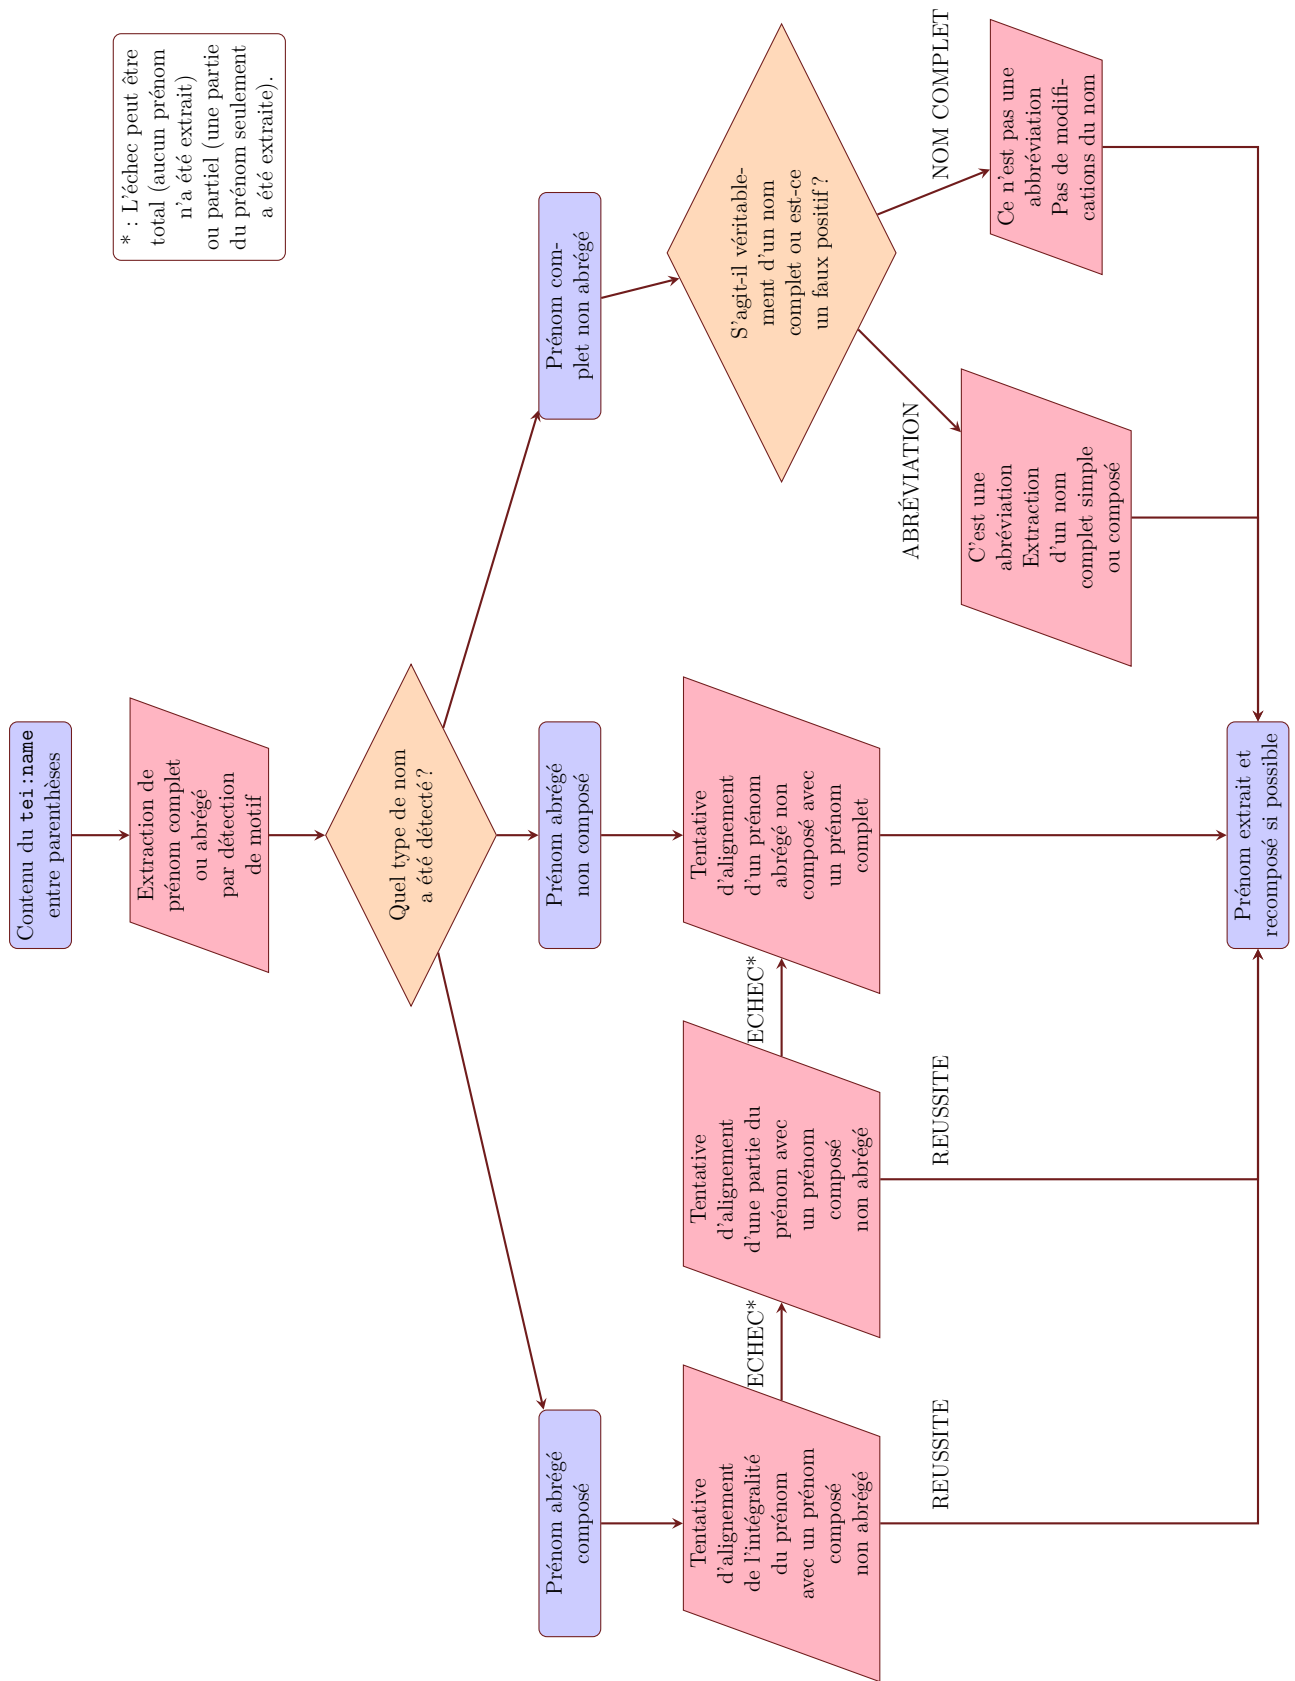 Contenu du tei:name
entre parenthèses
* : L'échec peut être
total (aucun prénom
n'a été extrait)
ou partiel (une partie
du prénom seulement
a été extraite).
Extraction de
prénom complet
ou abrégé
par détection
de motif
Quel type de nom
a été détecté ?
Prénom abrégé
composé
Prénom abrégé
non composé
Prénom com-
plet non abrégé
Tentative
d'alignement
de l'intégralité
du prénom
avec un prénom
composé
non abrégé
ECHEC*
Tentative
d'alignement
d'une partie du
prénom avec
un prénom
composé
non abrégé
ECHEC*
Tentative
d'alignement
d'un prénom
abrégé non
composé avec
un prénom
complet
S'agit-il véritable-
ment d'un nom
complet ou est-ce
un faux positif ?
REUSSITE
REUSSITE
ABRÉVIATION
NOM COMPLET
C'est une
abréviation
Extraction
d'un nom
complet simple
ou composé
Ce n'est pas une
abbréviation
Pas de modifi-
cations du nom
Prénom extrait et
recomposé si possible